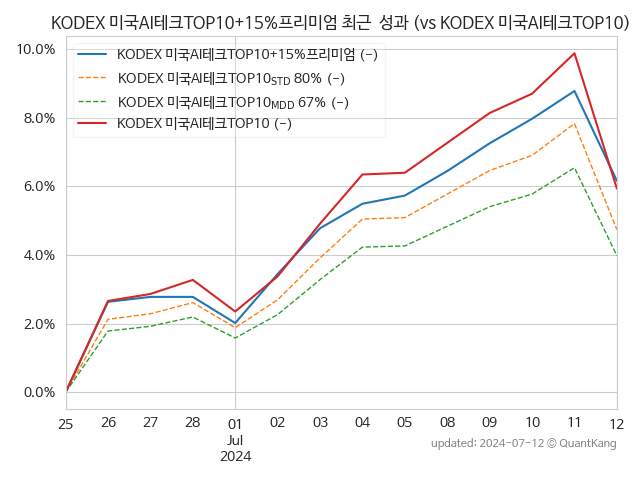 KODEX 미국AI테크TOP10+15%프리미엄 최근 성과 (vs KODEX 미국AI테크TOP10)
10.0%
8.0%
6.0%
4.0%
2.0%
0.0%
KODEX 미국AI테크TOP10+15%프리미엄 (-)
KODEX 미국AI테크TOP10STD 80% (-)
KODEX 미국AI테크TOP10MDD 67% (-)
KODEX 미국AI테크TOP10 (-)
25 26 27 28 01 02 03 04 05 08 09 10 11 12
Jul
2024
updated: 2024-07-12 © QuantKang